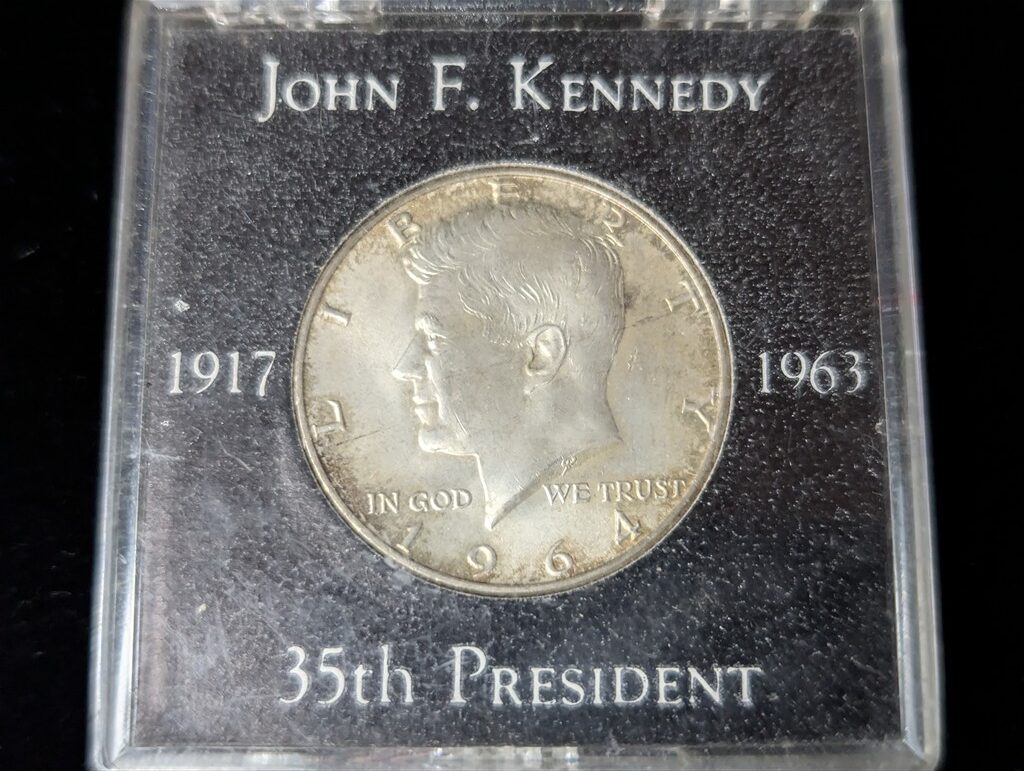 JOHN F. KENNEDY
LIBERTY
1917
1963
IN GOD WE TRUST
1964
35th PRESIDENT